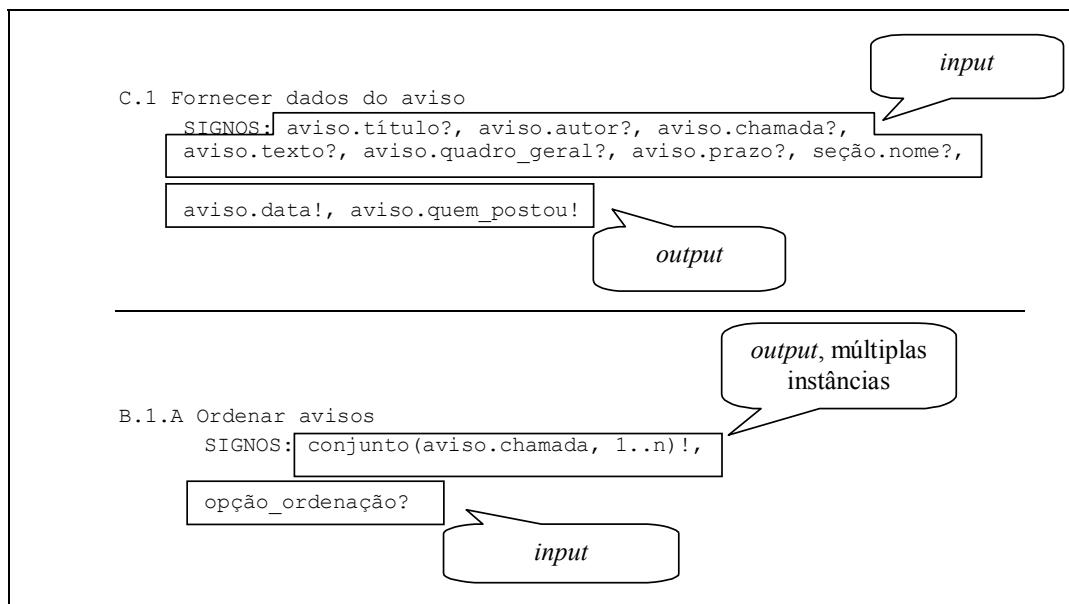 input
C.1 Fornecer dados do aviso
SIGNOS: aviso.título?, aviso.autor?, aviso.chamada?,
aviso.texto?, aviso.quadro_geral?, aviso.prazo?, seção.nome?,
aviso.data!, aviso.quem_postou!
output
output, múltiplas
instâncias
B.1.A Ordenar avisos
SIGNOS: conjunto(aviso.chamada, 1..n)!,
opção_ordenação?
input